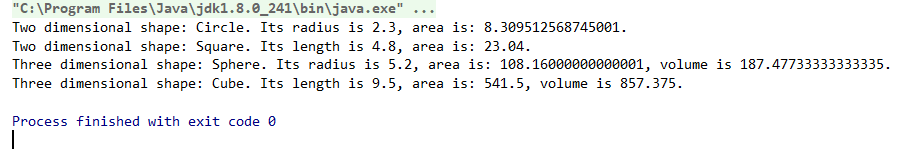 "C:\Program Files\Java\jdk1.8.0_241\bin\java.exe" ...
Two dimensional shape: Circle. Its radius is 2.3, area is: 8.309512568745001.
Two dimensional shape: Square. Its length is 4.8, area is: 23.04.
Three dimensional shape: Sphere. Its radius is 5.2, area is: 108.16000000000001, volume is 187.47733333333335.
Three dimensional shape: Cube. Its length is 9.5, area is: 541.5, volume is 857.375.
Process finished with exit code 0